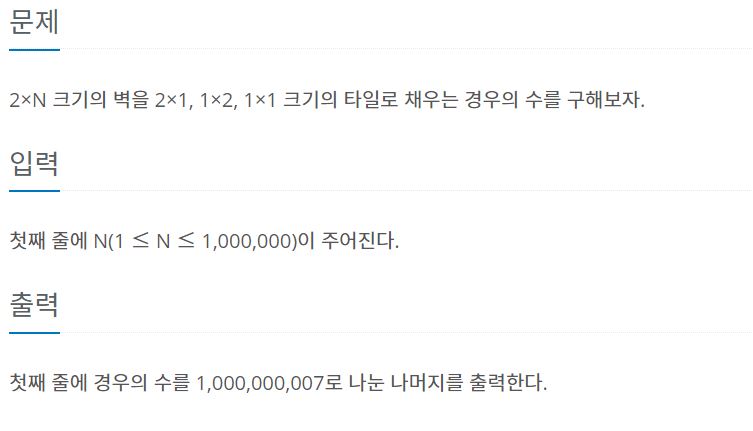 문제
2×N 크기의 벽을 2×1, 1×2, 1×1 크기의 타일로 채우는 경우의 수를 구해보자.
입력
첫째 줄에 N(1 ≤ N ≤ 1,000,000)이 주어진다.
출력
첫째 줄에 경우의 수를 1,000,000,007로 나눈 나머지를 출력한다.